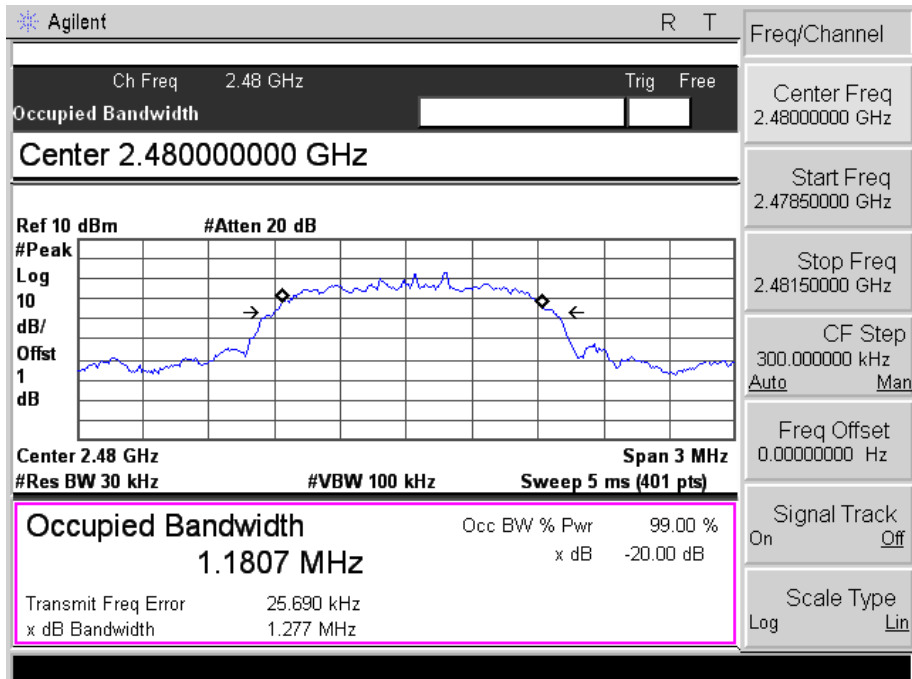 Agilent R T
Ch Freq 2.48 GHz Trig Free
Occupied Bandwidth
Center 2.480000000 GHz
Ref 10 dBm #Atten 20 dB
#Peak
Log
10
dB/
Offst
1
dB
Center 2.48 GHz Span 3 MHz
#Res BW 30 kHz #VBW 100 kHz Sweep 5 ms (401 pts)
Occupied Bandwidth
1.1807 MHz
Occ BW % Pwr 99.00 %
x dB -20.00 dB
Transmit Freq Error 25.690 kHz
x dB Bandwidth 1.277 MHz
Freq/Channel
Center Freq
2.48000000 GHz
Start Freq
2.47850000 GHz
Stop Freq
2.48150000 GHz
CF Step
300.000000 kHz
Auto Man
Freq Offset
0.00000000 Hz
Signal Track
On Off
Scale Type
Log Lin